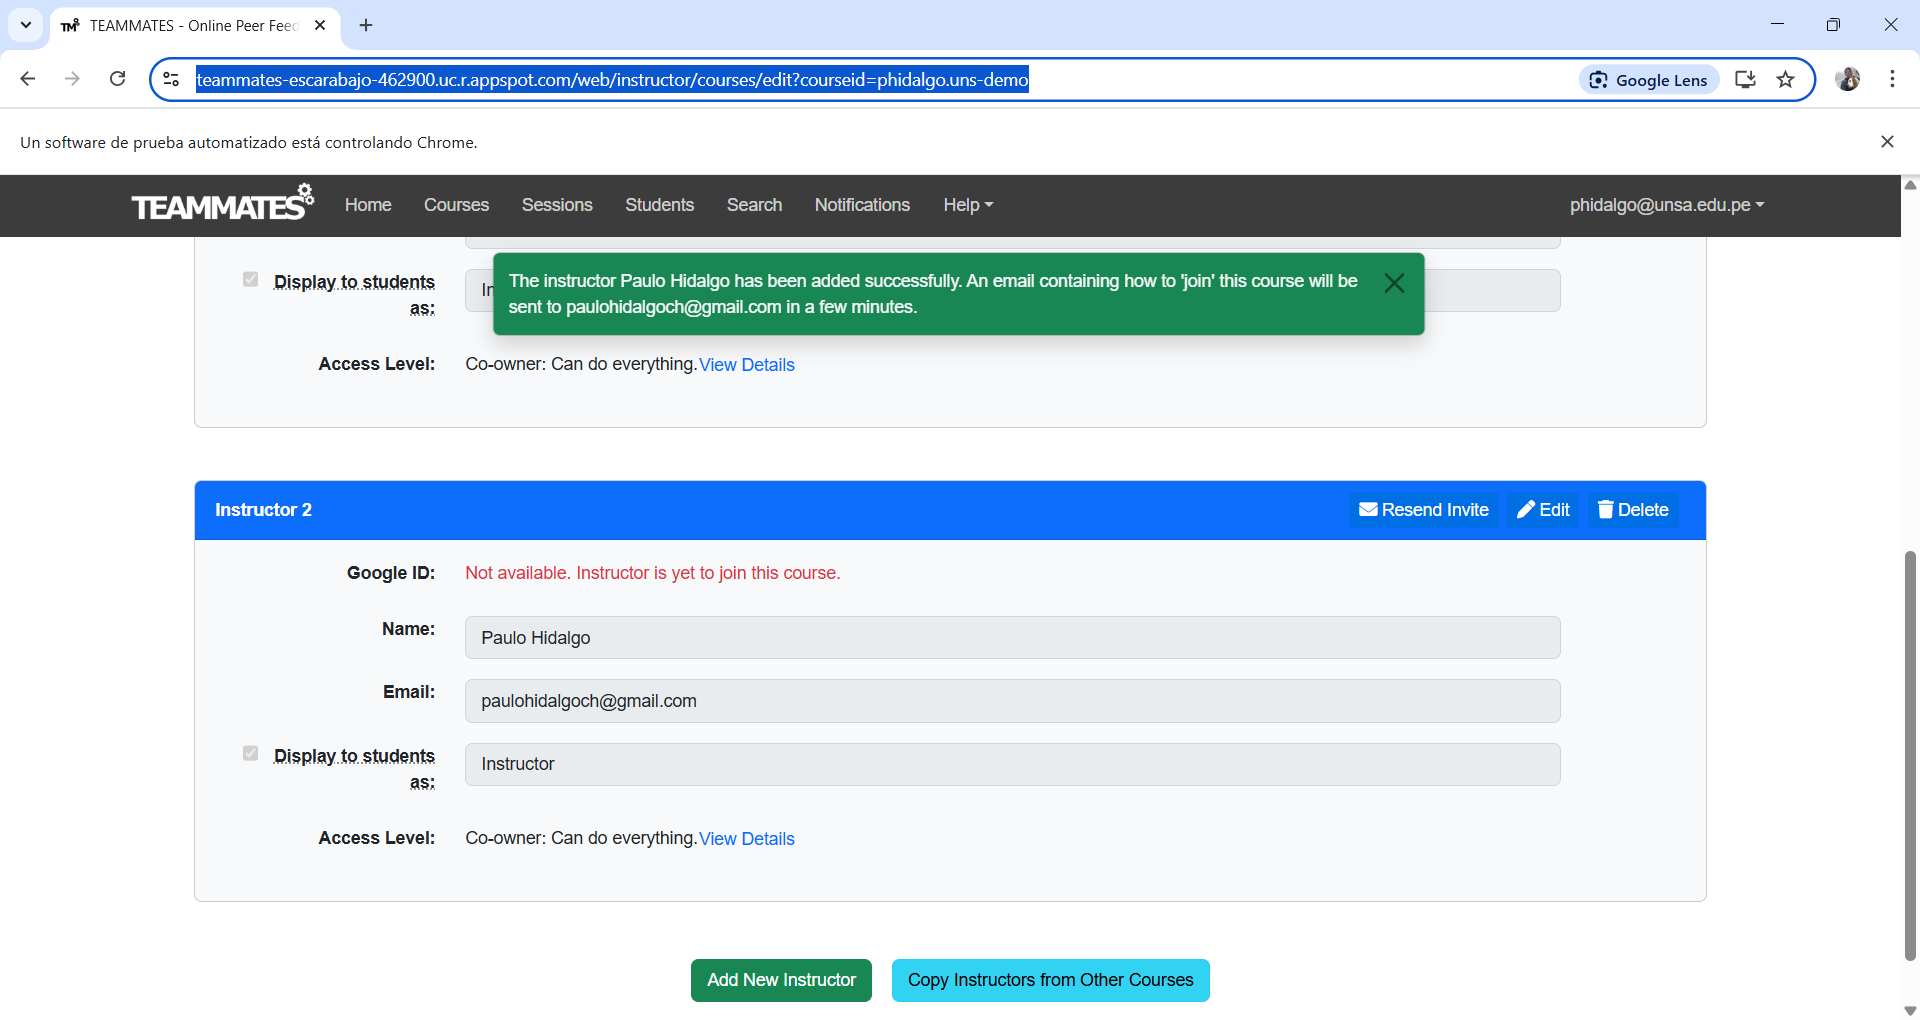 TEAMMATES - Online Peer Feed
teammates-escarabajo-462900.uc.r.appspot.com/web/instructor/courses/edit?courseid=phidalgo.uns-demo
Google Lens
Un software de prueba automatizado está controlando Chrome.
TEAMMATES
Home
Courses
Sessions
Students
Search
Notifications
Help
phidalgo@unsa.edu.pe
The instructor Paulo Hidalgo has been added successfully. An email containing how to 'join' this course will be
sent to paulohidalgoch@gmail.com in a few minutes.
Display to students
as:
In
Access Level:
Co-owner: Can do everything. View Details
Instructor 2
Resend Invite
Edit
Delete
Google ID:
Not available. Instructor is yet to join this course.
Name:
Paulo Hidalgo
Email:
paulohidalgoch@gmail.com
Display to students
as:
Instructor
Access Level:
Co-owner: Can do everything. View Details
Add New Instructor
Copy Instructors from Other Courses